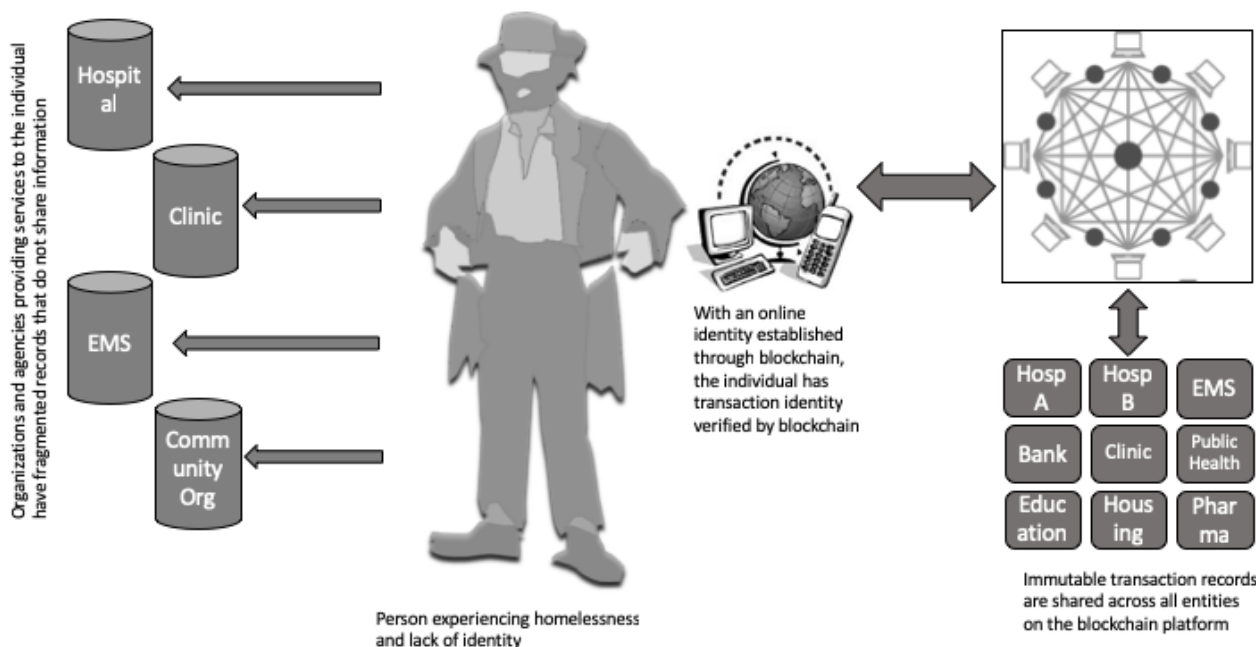 Organizations and agencies providing services to the individual
have fragmented records that do not share information
Hospit
al
Clinic
EMS
Comm
unity
Org
Person experiencing homelessness
and lack of identity
With an online
identity established
through blockchain,
the individual has
transaction identity
verified by blockchain
Hosp
A
Hosp
B
EMS
Bank
Clinic
Public
Health
Educ
ation
Hous
ing
Phar
ma
Immutable transaction records
are shared across all entities
on the blockchain platform